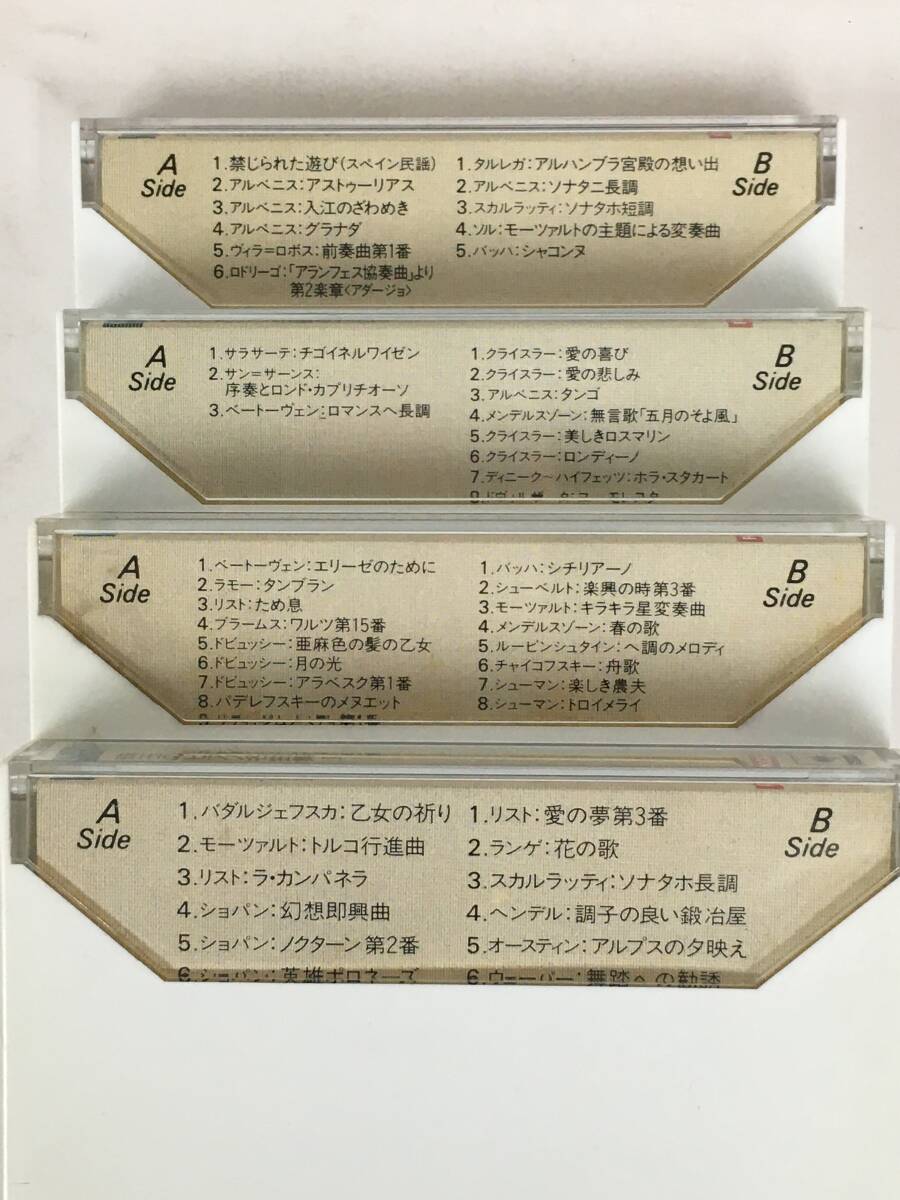 A
Side
1.禁じられた遊び(スペイン民謡)
2.アルベニス:アストゥーリアス
3.アルベニス:入江のざわめき
4.アルベニス:グラナダ
5.ヴィラ=ロボス:前奏曲第1番
6.ロドリーゴ:「アランフェス協奏曲」より
第2楽章〈アダージョ〉
1.タルレガ:アルハンブラ宮殿の想い出
2.アルベニス:ソナタニ長調
3.スカルラッティ:ソナタホ短調
4.ソル:モーツァルトの主題による変奏曲
5.バッハ:シャコンヌ
B
Side
A
Side
1.サラサーテ:チゴイネルワイゼン
2.サン=サーンス:
序奏とロンド・カプリチオーソ
3.ベートーヴェン:ロマンスヘ長調
1.クライスラー:愛の喜び
2.クライスラー:愛の悲しみ
3.アルベニス:タンゴ
4.メンデルスゾーン:無言歌「五月のそよ風」
5.クライスラー:美しきロスマリン
6.クライスラー:ロンディーノ
7.ディニーク~ハイフェッツ:ホラ・スタカート
B
Side
A
Side
1.ベートーヴェン:エリーゼのために
2.ラモー:タンブラン
3.リスト:ため息
4.ブラームス:ワルツ第15番
5.ドビュッシー:亜麻色の髪の乙女
6.ドビュッシー:月の光
7.ドビュッシー:アラベスク第1番
8.パデレフスキーのメヌエット
1.バッハ:シチリアーノ
2.シューベルト:楽興の時第3番
3.モーツァルト:キラキラ星変奏曲
4.メンデルスゾーン:春の歌
5.ルービンシュタイン:ヘ調のメロディ
6.チャイコフスキー:舟歌
7.シューマン:楽しき農夫
8.シューマン:トロイメライ
B
Side
A
Side
1.バダルジェフスカ:乙女の祈り
2.モーツァルト:トルコ行進曲
3.リスト:ラ・カンパネラ
4.ショパン:幻想即興曲
5.ショパン:ノクターン第2番
6.ショパン:英雄ポロネーズ
1.リスト:愛の夢第3番
2.ランゲ:花の歌
3.スカルラッティ:ソナタホ長調
4.ヘンデル:調子の良い鍛冶屋
5.オースティン:アルプスの夕映え
6.ウェーバー:舞踏への勧誘
B
Side